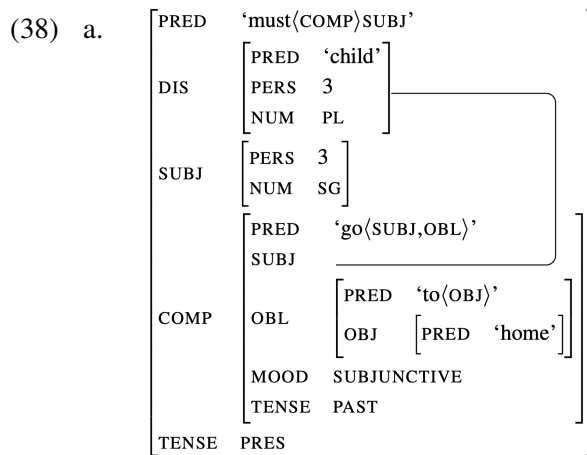 (38) a.
PRED ‘must⟨COMP⟩SUBJ’
PRED ‘child’
DIS PERS 3
NUM PL
PERS 3
SUBJ
NUM SG
PRED ‘go⟨SUBJ,OBL⟩’
SUBJ
PRED ‘to⟨OBJ⟩’
COMP OBL
OBJ [PRED ‘home’]
MOOD SUBJUNCTIVE
TENSE PAST
TENSE PRES